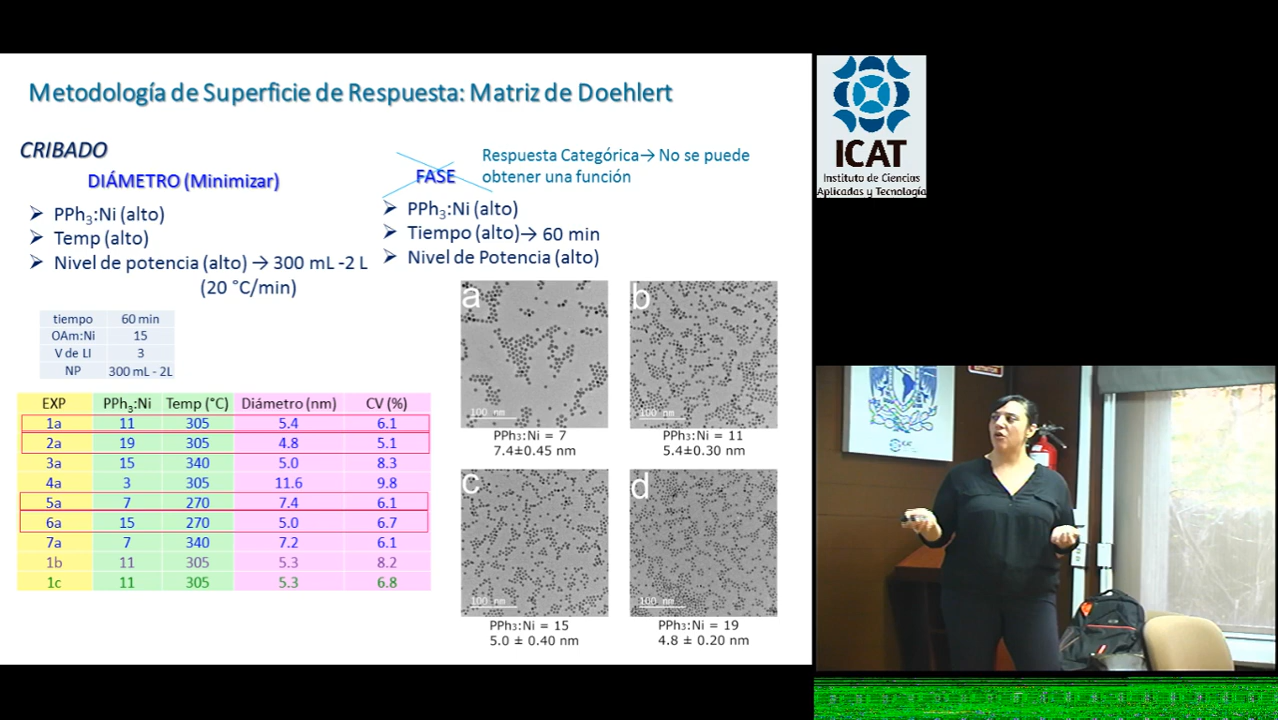 Metodología de Superficie de Respuesta: Matriz de Doehlert
CRIBADO
DIÁMETRO (Minimizar)
➢ PPh₃:Ni (alto)
➢ Temp (alto)
➢ Nivel de potencia (alto) → 300 mL -2 L
(20 °C/min)
FASE
Respuesta Categórica→ No se puede
obtener una función
➢ PPh₃:Ni (alto)
➢ Tiempo (alto)→ 60 min
➢ Nivel de Potencia (alto)
tiempo 60 min
OAm:Ni 15
V de LI 3
NP 300 mL - 2L
EXP PPh₃:Ni Temp (°C) Diámetro (nm) CV (%)
1a 11 305 5.4 6.1
2a 19 305 4.8 5.1
3a 15 340 5.0 8.3
4a 3 305 11.6 9.8
5a 7 270 7.4 6.1
6a 15 270 5.0 6.7
7a 7 340 7.2 6.1
1b 11 305 5.3 8.2
1c 11 305 5.3 6.8
a
100 nm
PPh₃:Ni = 7
7.4±0.45 nm
b
100 nm
PPh₃:Ni = 11
5.4±0.30 nm
c
100 nm
PPh₃:Ni = 15
5.0 ± 0.40 nm
d
100 nm
PPh₃:Ni = 19
4.8 ± 0.20 nm
ICAT
Instituto de Ciencias
Aplicadas y Tecnología
EXTINTOR
ICAT